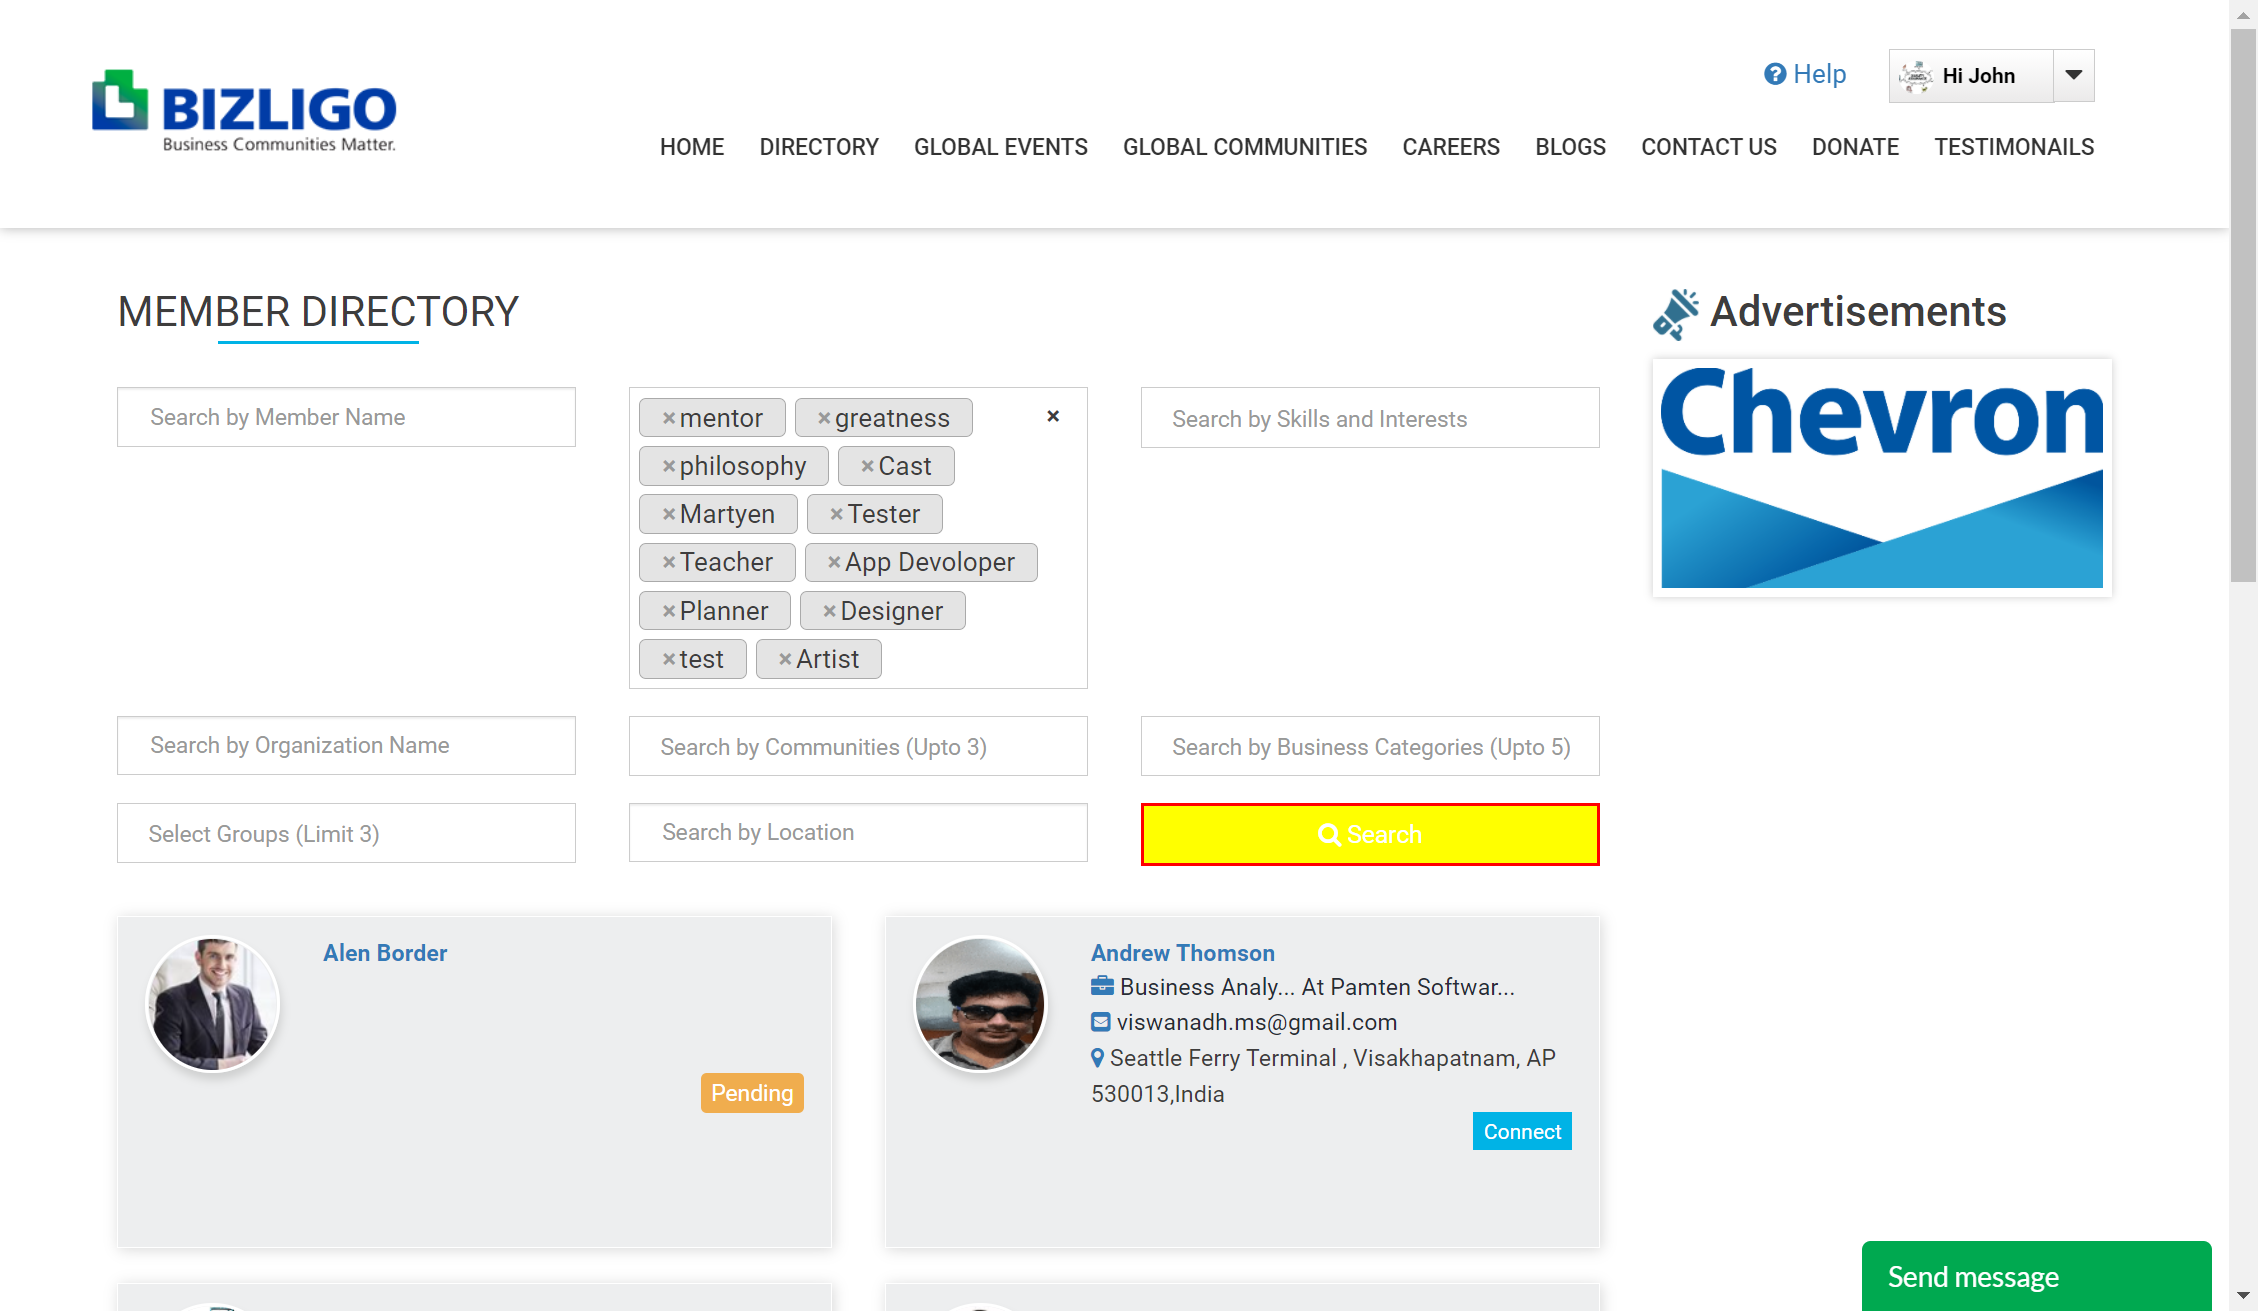 BIZLIGO
Business Communities Matter.
Help
Hi John
HOME DIRECTORY GLOBAL EVENTS GLOBAL COMMUNITIES CAREERS BLOGS CONTACT US DONATE TESTIMONAILS
MEMBER DIRECTORY
Search by Member Name
×mentor ×greatness ×
×philosophy ×Cast
×Martyen ×Tester
×Teacher ×App Devoloper
×Planner ×Designer
×test ×Artist
Search by Skills and Interests
Search by Organization Name
Search by Communities (Upto 3)
Search by Business Categories (Upto 5)
Select Groups (Limit 3)
Search by Location
Search
Alen Border
Pending
Andrew Thomson
Business Analy... At Pamten Softwar...
viswanadh.ms@gmail.com
Seattle Ferry Terminal , Visakhapatnam, AP
530013,India
Connect
Advertisements
Chevron
Send message